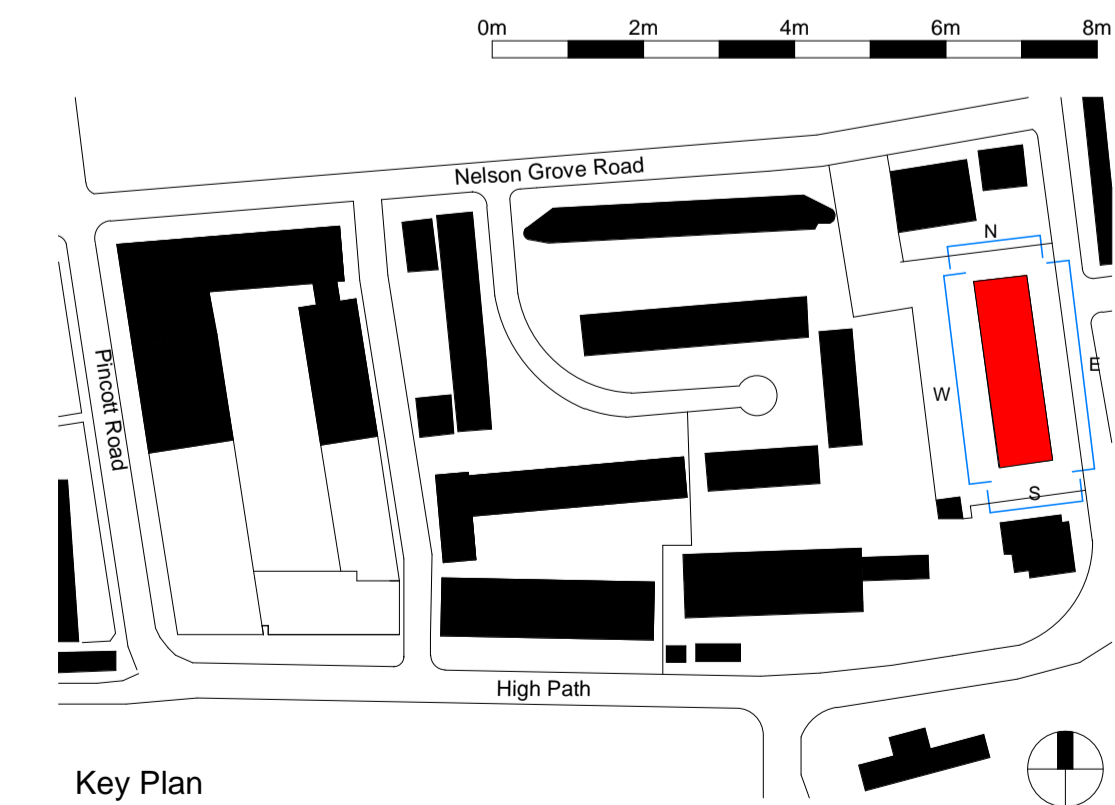 0m 2m 4m 6m 8m
Nelson Grove Road
N
Pincott Road
W
E
S
High Path
Key Plan